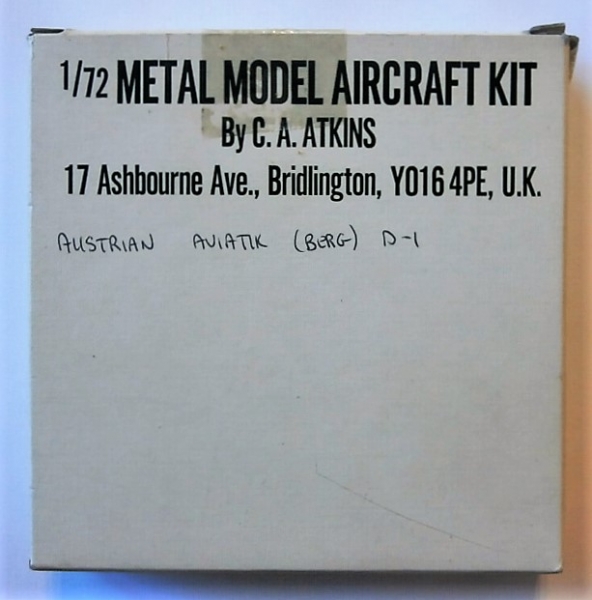 1/72 METAL MODEL AIRCRAFT KIT
By C. A. ATKINS
17 Ashbourne Ave., Bridlington, YO16 4PE, U.K.
AUSTRIAN AVIATIK (BERG) D-1